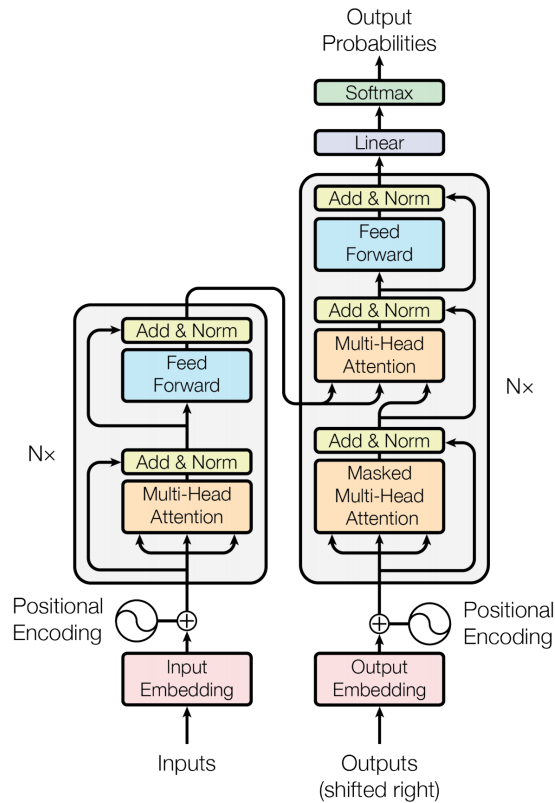 Output
Probabilities
Softmax
Linear
Add & Norm
Feed
Forward
Add & Norm
Multi-Head
Attention
Add & Norm
Masked
Multi-Head
Attention
N×
Add & Norm
Feed
Forward
Add & Norm
Multi-Head
Attention
N×
Positional
Encoding
Positional
Encoding
Input
Embedding
Output
Embedding
Inputs
Outputs
(shifted right)